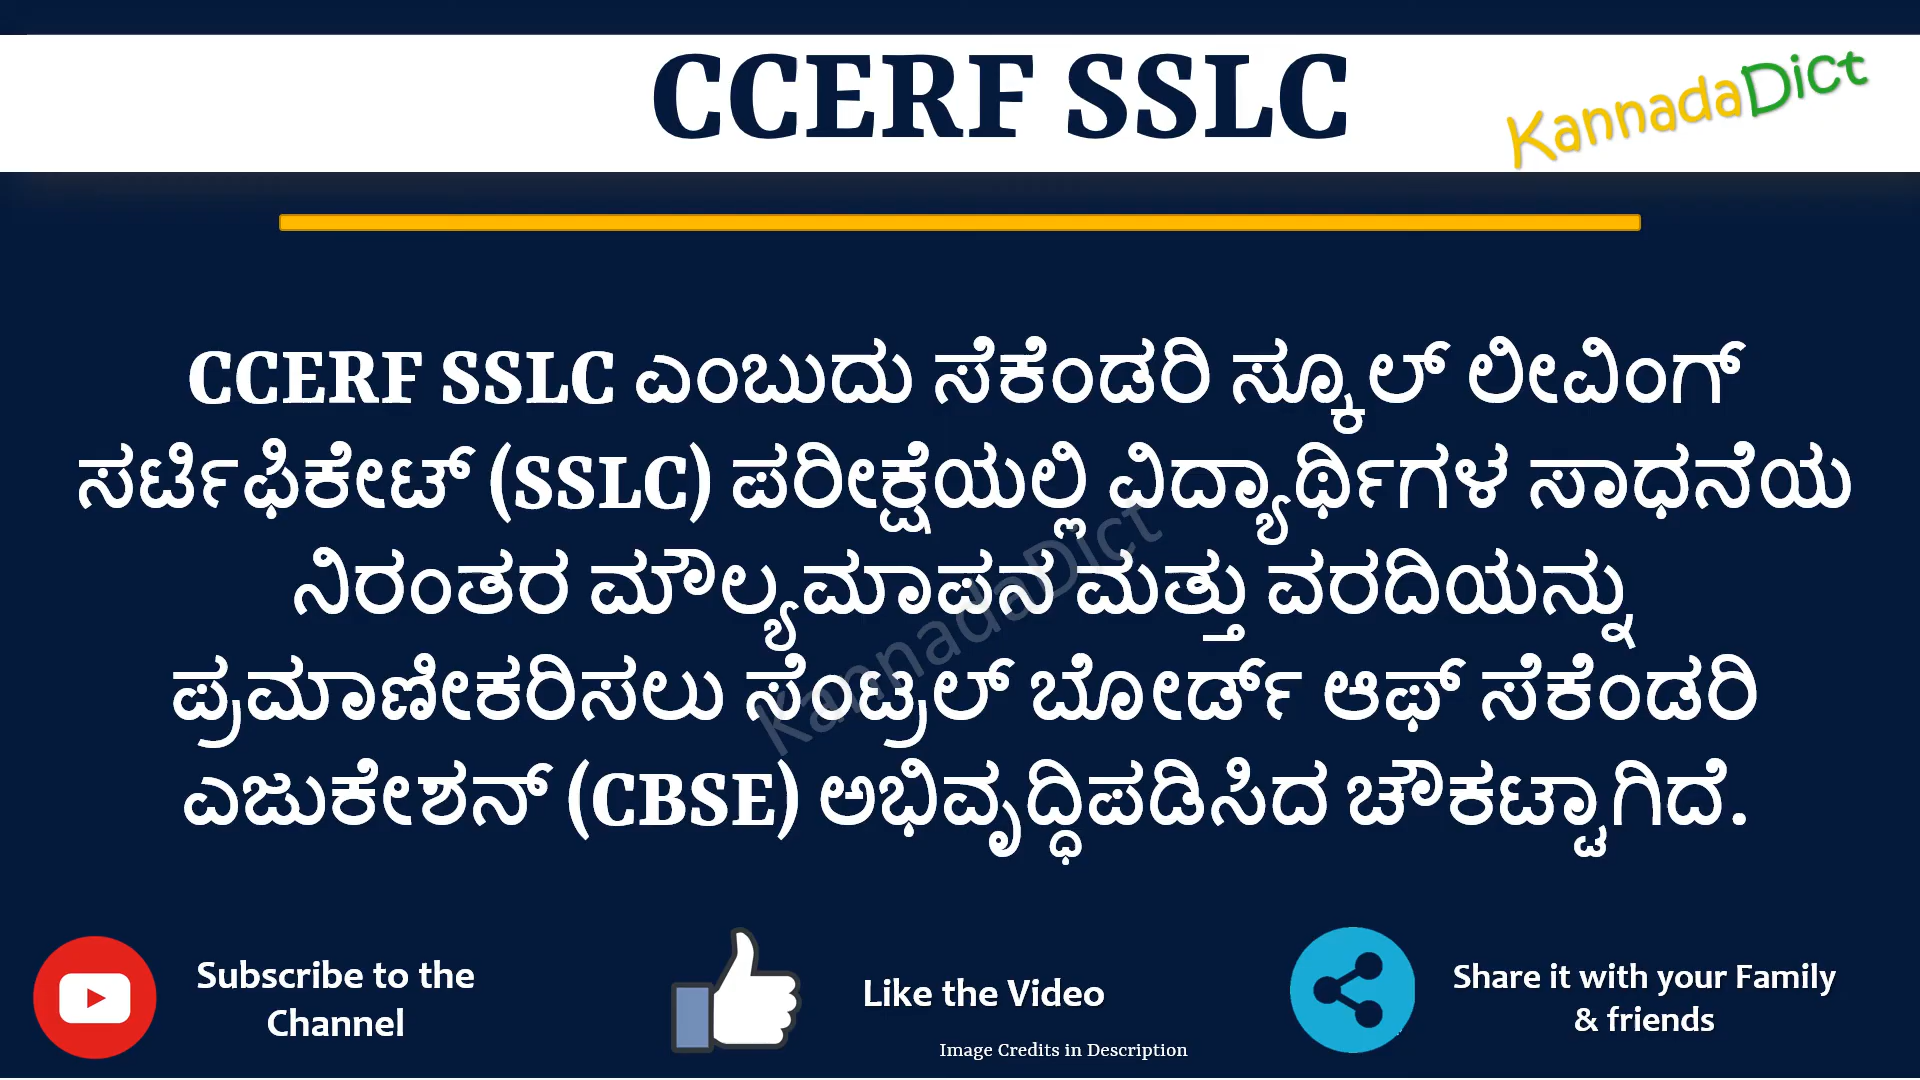 CCERF SSLC
KannadaDict
CCERF SSLC ಎಂಬುದು ಸೆಕೆಂಡರಿ ಸ್ಕೂಲ್ ಲೀವಿಂಗ್
ಸರ್ಟಿಫಿಕೇಟ್ (SSLC) ಪರೀಕ್ಷೆಯಲ್ಲಿ ವಿದ್ಯಾರ್ಥಿಗಳ ಸಾಧನೆಯ
ನಿರಂತರ ಮೌಲ್ಯಮಾಪನ ಮತ್ತು ವರದಿಯನ್ನು
ಪ್ರಮಾಣೀಕರಿಸಲು ಸೆಂಟ್ರಲ್ ಬೋರ್ಡ್ ಆಫ್ ಸೆಕೆಂಡರಿ
ಎಜುಕೇಶನ್ (CBSE) ಅಭಿವೃದ್ಧಿಪಡಿಸಿದ ಚೌಕಟ್ಟಾಗಿದೆ.
KannadaDict
Subscribe to the
Channel
Like the Video
Share it with your Family
& friends
Image Credits in Description